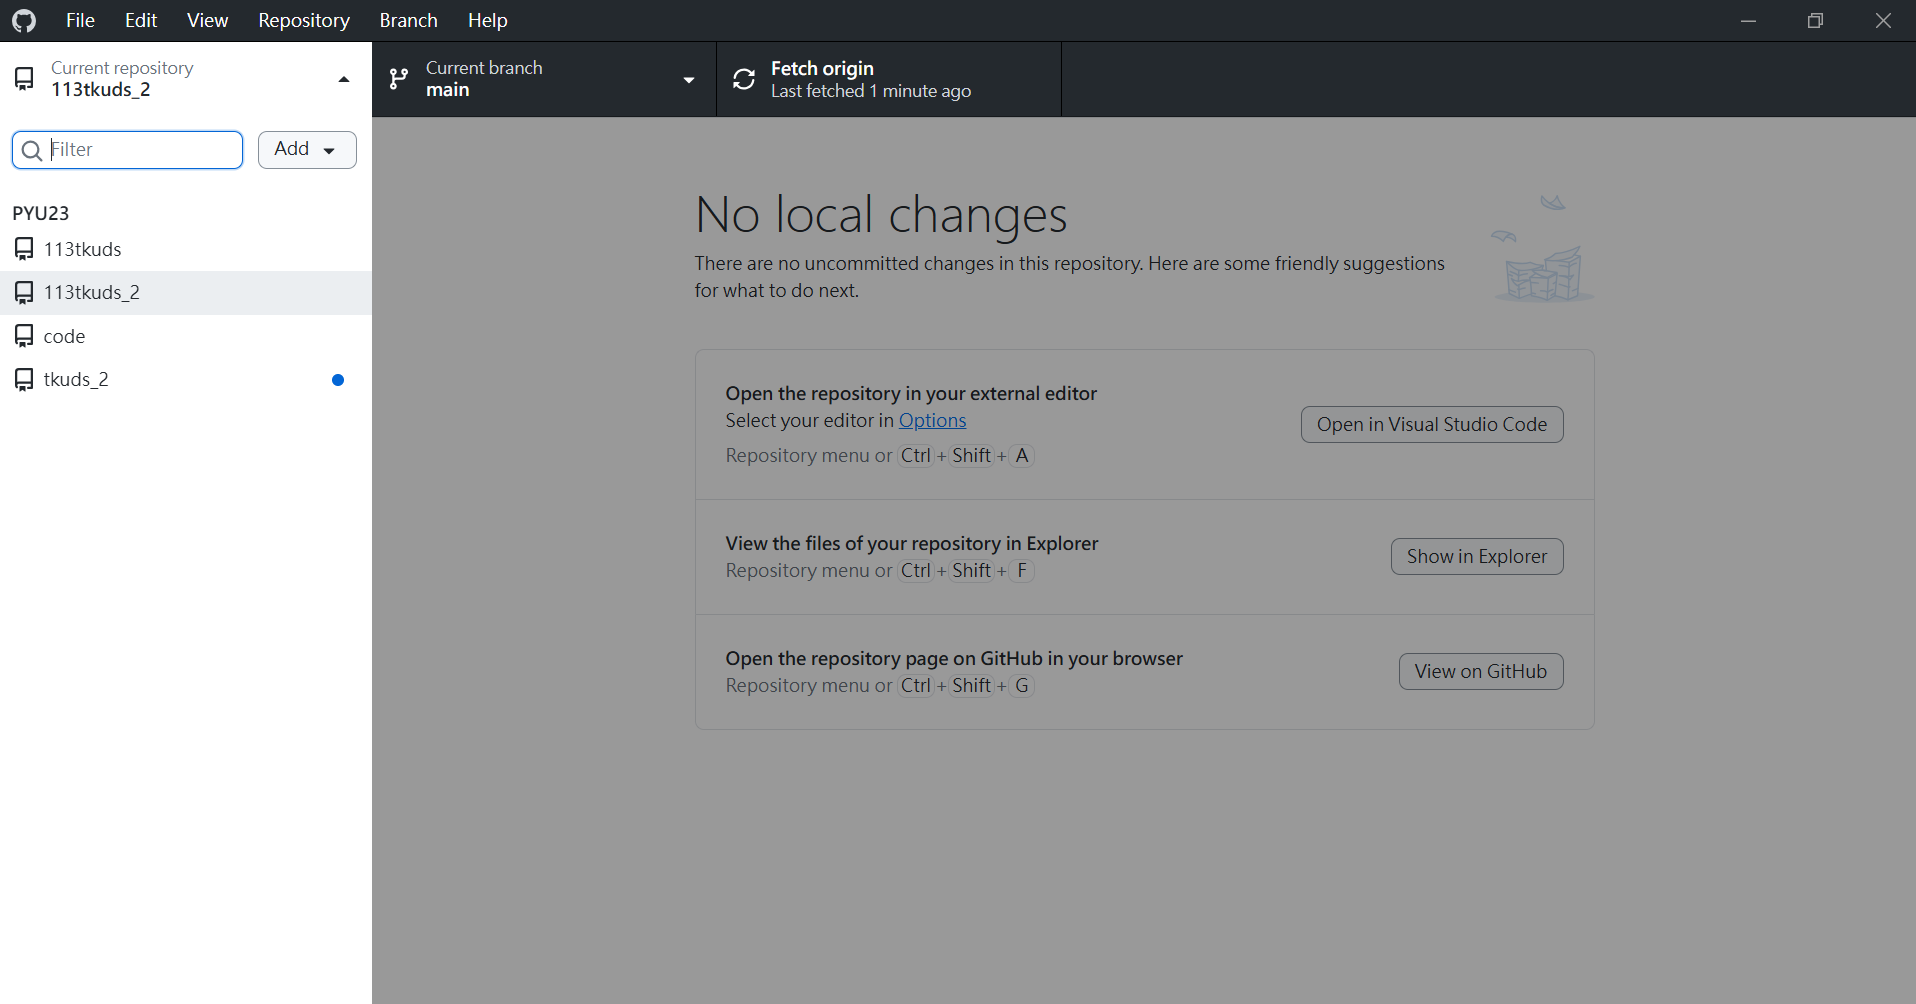 File Edit View Repository Branch Help
Current repository
113tkuds_2
Current branch
main
Fetch origin
Last fetched 1 minute ago
Filter
Add
PYU23
113tkuds
113tkuds_2
code
tkuds_2
No local changes
There are no uncommitted changes in this repository. Here are some friendly suggestions
for what to do next.
Open the repository in your external editor
Select your editor in Options
Repository menu or Ctrl + Shift + A
Open in Visual Studio Code
View the files of your repository in Explorer
Repository menu or Ctrl + Shift + F
Show in Explorer
Open the repository page on GitHub in your browser
Repository menu or Ctrl + Shift + G
View on GitHub